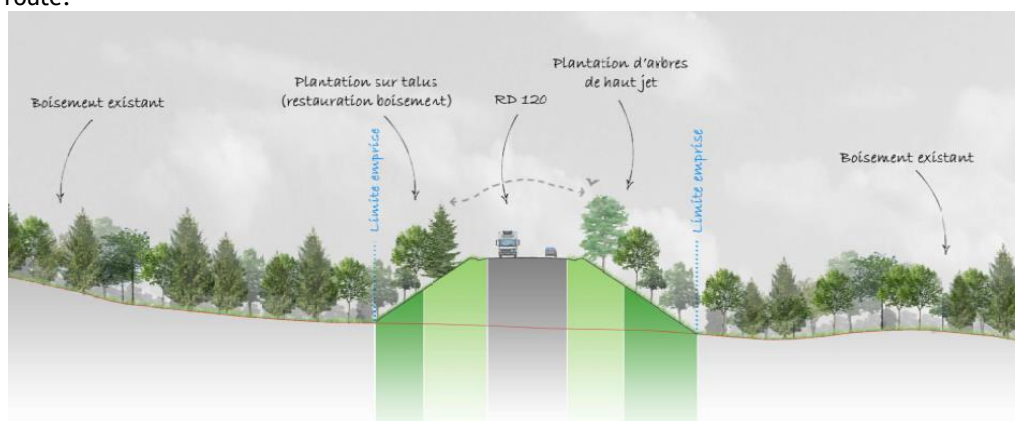 route.
Boisement existant
Plantation sur talus
(restauration boisement)
RD 120
Plantation d'arbres
de haut jet
Boisement existant
Limite emprise
Limite emprise